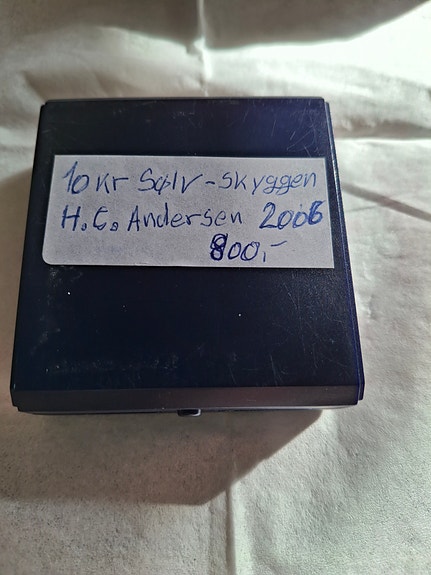 10 kr Sølv - skyggen
H.C. Andersen 2006
800,-